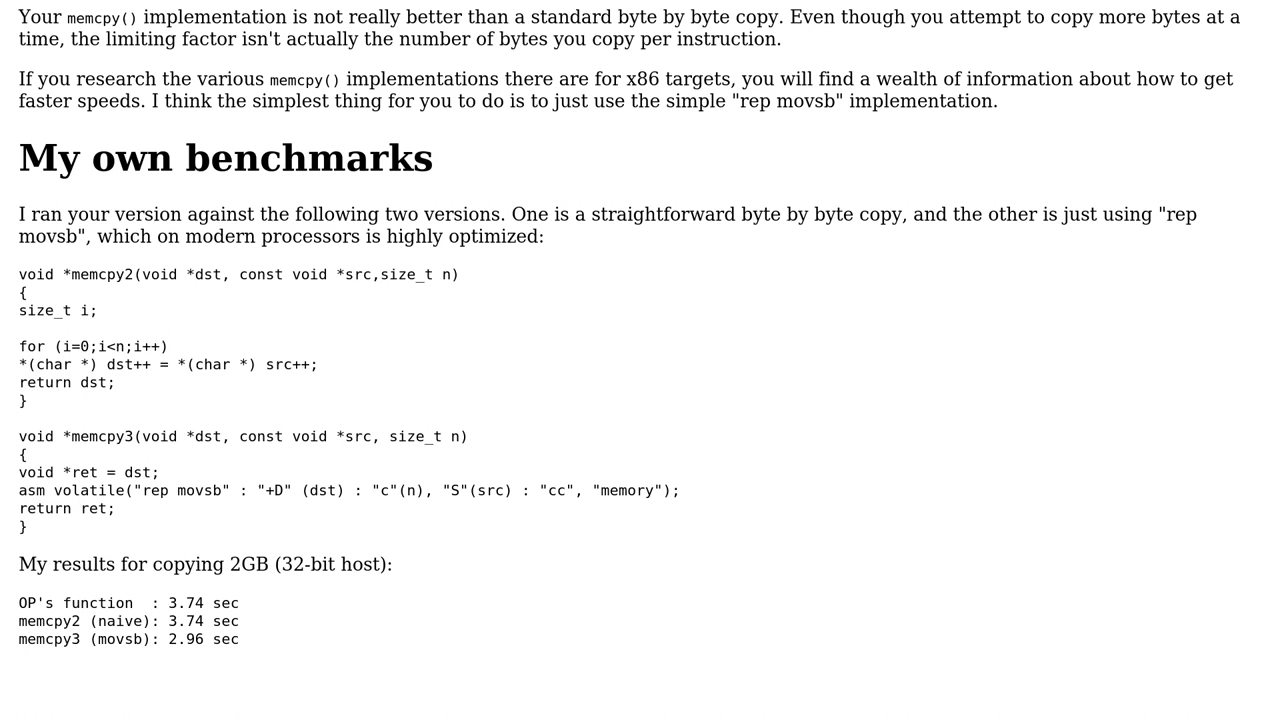 Your memcpy() implementation is not really better than a standard byte by byte copy. Even though you attempt to copy more bytes at a
time, the limiting factor isn't actually the number of bytes you copy per instruction.
If you research the various memcpy() implementations there are for x86 targets, you will find a wealth of information about how to get
faster speeds. I think the simplest thing for you to do is to just use the simple "rep movsb" implementation.
My own benchmarks
I ran your version against the following two versions. One is a straightforward byte by byte copy, and the other is just using "rep
movsb", which on modern processors is highly optimized:
void *memcpy2(void *dst, const void *src,size_t n)
{
size_t i;
for (i=0;i<n;i++)
*(char *) dst++ = *(char *) src++;
return dst;
}
void *memcpy3(void *dst, const void *src, size_t n)
{
void *ret = dst;
asm volatile("rep movsb" : "+D" (dst) : "c"(n), "S"(src) : "cc", "memory");
return ret;
}
My results for copying 2GB (32-bit host):
OP's function  : 3.74 sec
memcpy2 (naive): 3.74 sec
memcpy3 (movsb): 2.96 sec